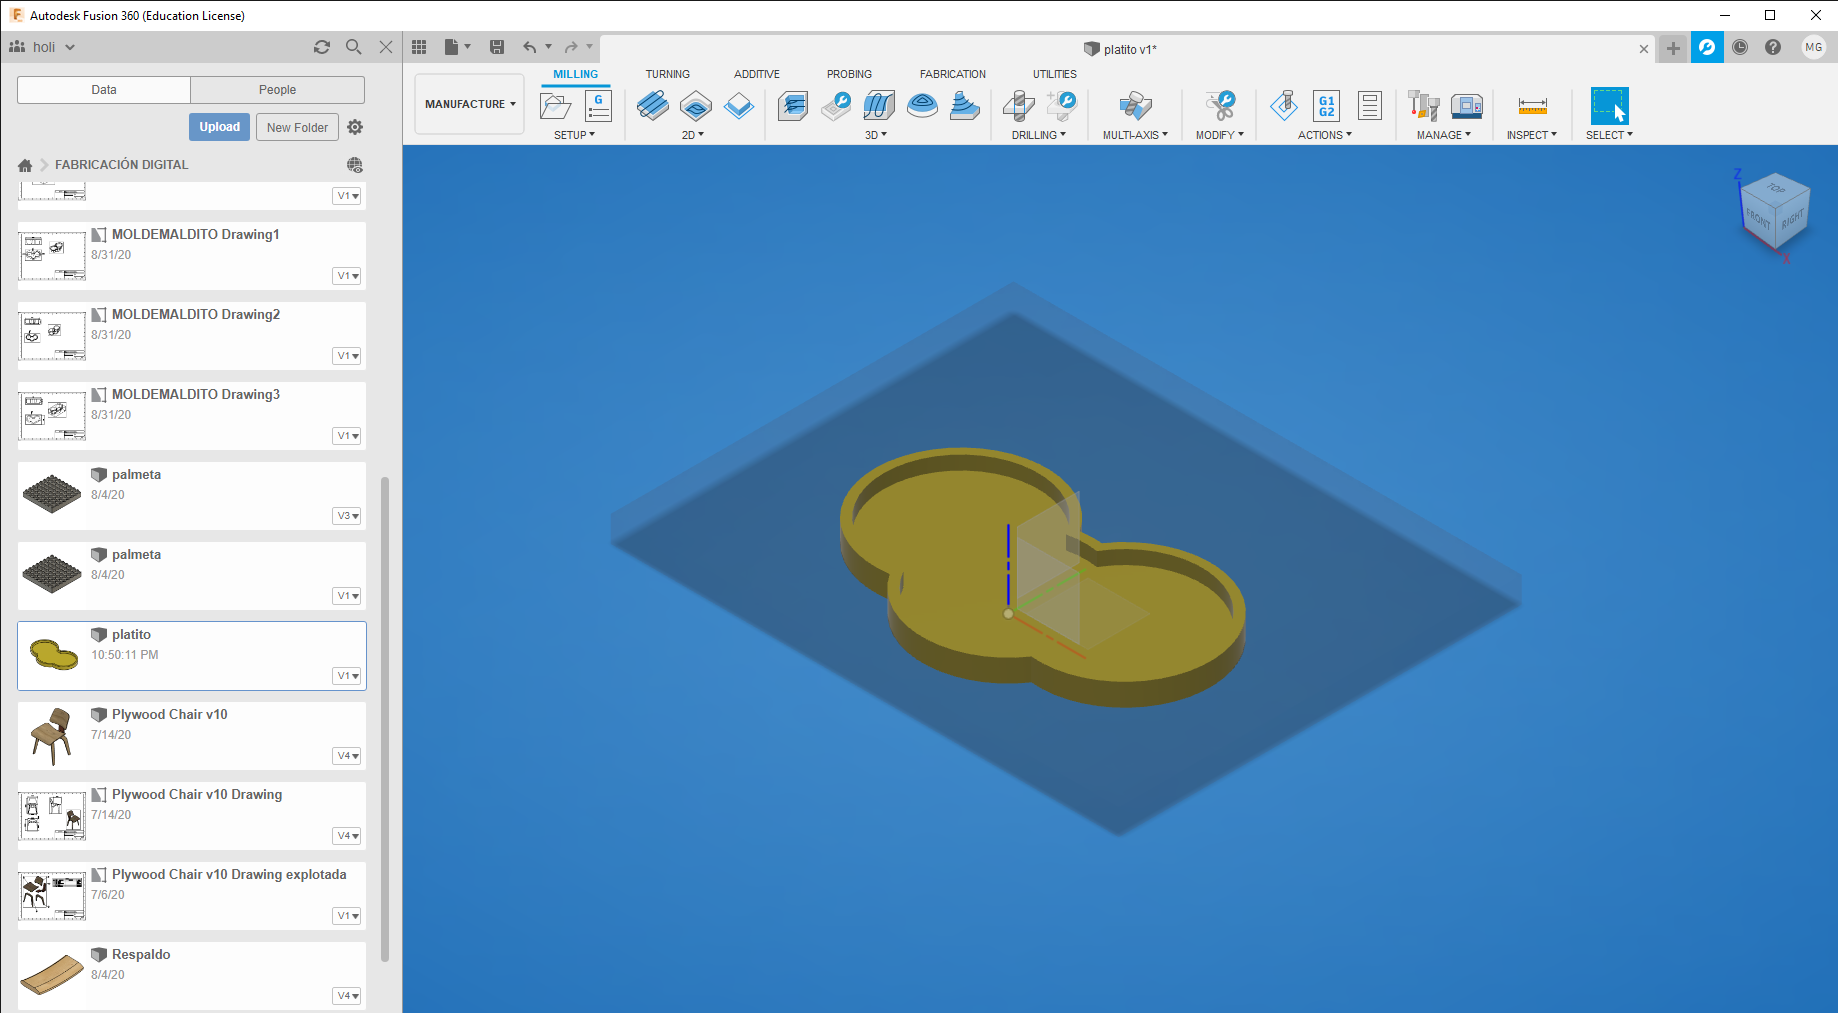 Autodesk Fusion 360 (Education License)
holi
platito v1*
MG
Data
People
Upload
New Folder
FABRICACIÓN DIGITAL
V1
MOLDEMALDITO Drawing1
8/31/20
V1
MOLDEMALDITO Drawing2
8/31/20
V1
MOLDEMALDITO Drawing3
8/31/20
V1
palmeta
8/4/20
V3
palmeta
8/4/20
V1
platito
10:50:11 PM
V1
Plywood Chair v10
7/14/20
V4
Plywood Chair v10 Drawing
7/14/20
V4
Plywood Chair v10 Drawing explotada
7/6/20
V1
Respaldo
8/4/20
V4
MANUFACTURE
MILLING
TURNING
ADDITIVE
PROBING
FABRICATION
UTILITIES
G
G1
G2
SETUP
2D
3D
DRILLING
MULTI-AXIS
MODIFY
ACTIONS
MANAGE
INSPECT
SELECT
Z
TOP
FRONT
RIGHT
X